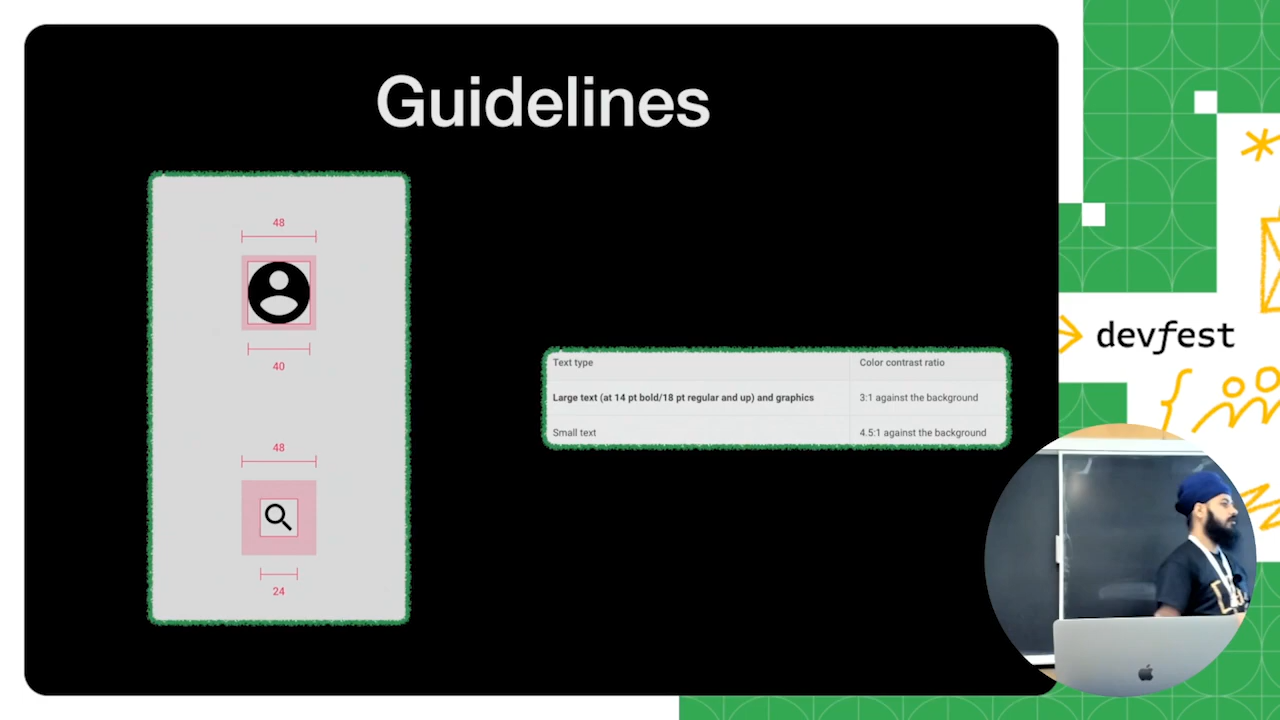 Guidelines
48
40
48
24
Text type Color contrast ratio
Large text (at 14 pt bold/18 pt regular and up) and graphics 3:1 against the background
Small text 4.5:1 against the background
devfest